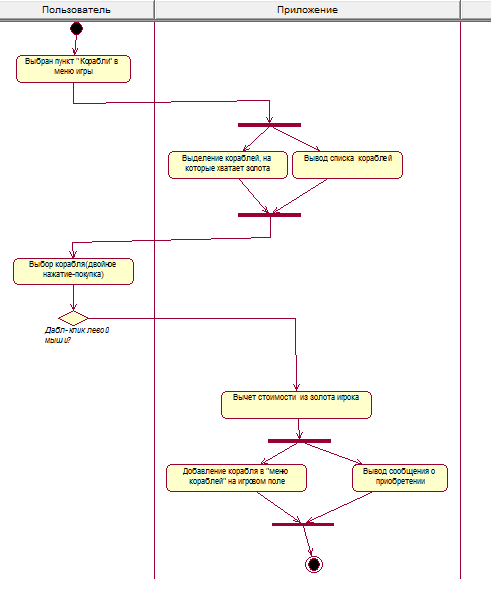 Пользователь
Приложение
Выбран пункт "Корабли" в
меню игры
Выделение кораблей, на
которые хватает золота
Вывод списка кораблей
Выбор корабля(двойное
нажатие-покупка)
Дабл-клик левой
мыши?
Вычет стоимости из золота игрока
Добавление корабля в "меню
кораблей" на игровом поле
Вывод сообщения о
приобретении